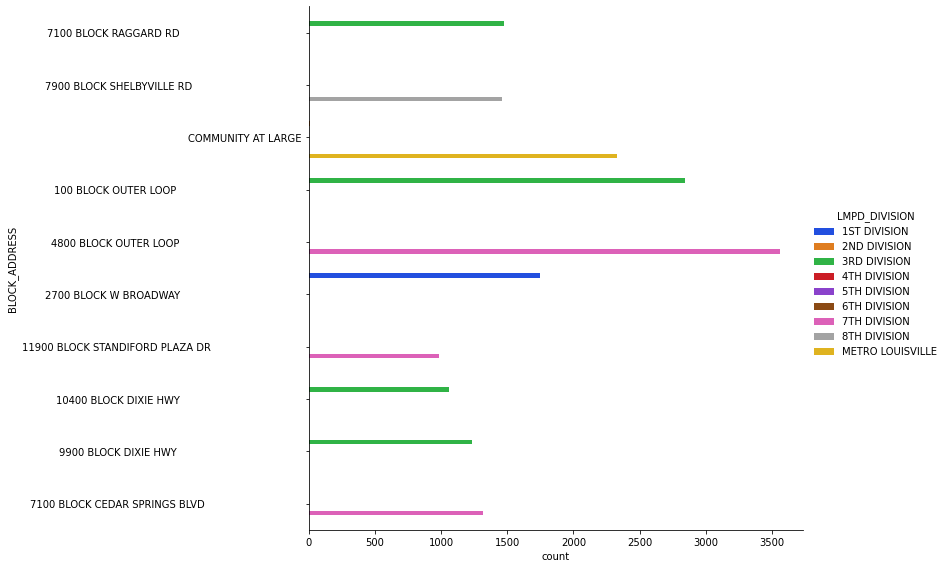 BLOCK_ADDRESS
7100 BLOCK RAGGARD RD
7900 BLOCK SHELBYVILLE RD
COMMUNITY AT LARGE
100 BLOCK OUTER LOOP
4800 BLOCK OUTER LOOP
2700 BLOCK W BROADWAY
11900 BLOCK STANDIFORD PLAZA DR
10400 BLOCK DIXIE HWY
9900 BLOCK DIXIE HWY
7100 BLOCK CEDAR SPRINGS BLVD
0 500 1000 1500 2000 2500 3000 3500
count
LMPD_DIVISION
1ST DIVISION
2ND DIVISION
3RD DIVISION
4TH DIVISION
5TH DIVISION
6TH DIVISION
7TH DIVISION
8TH DIVISION
METRO LOUISVILLE